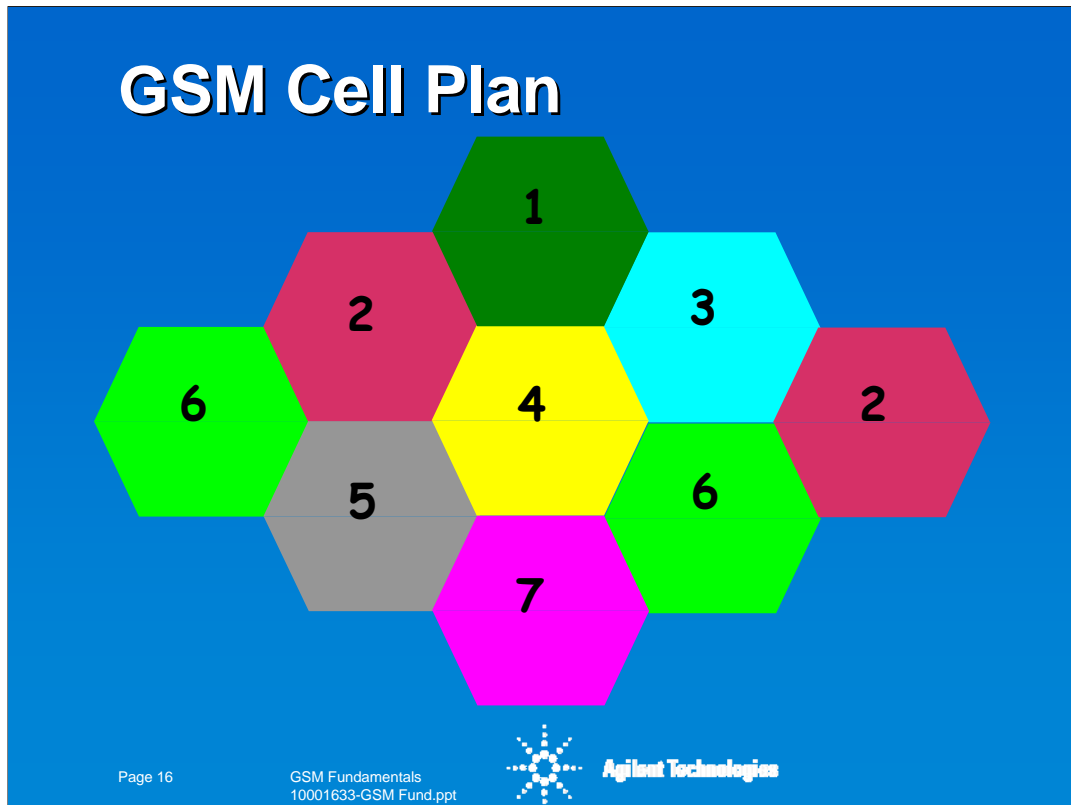 GSM Cell Plan
1
2
3
6
4
2
5
6
7
Page 16
GSM Fundamentals
10001633-GSM Fund.ppt
Agilent Technologies